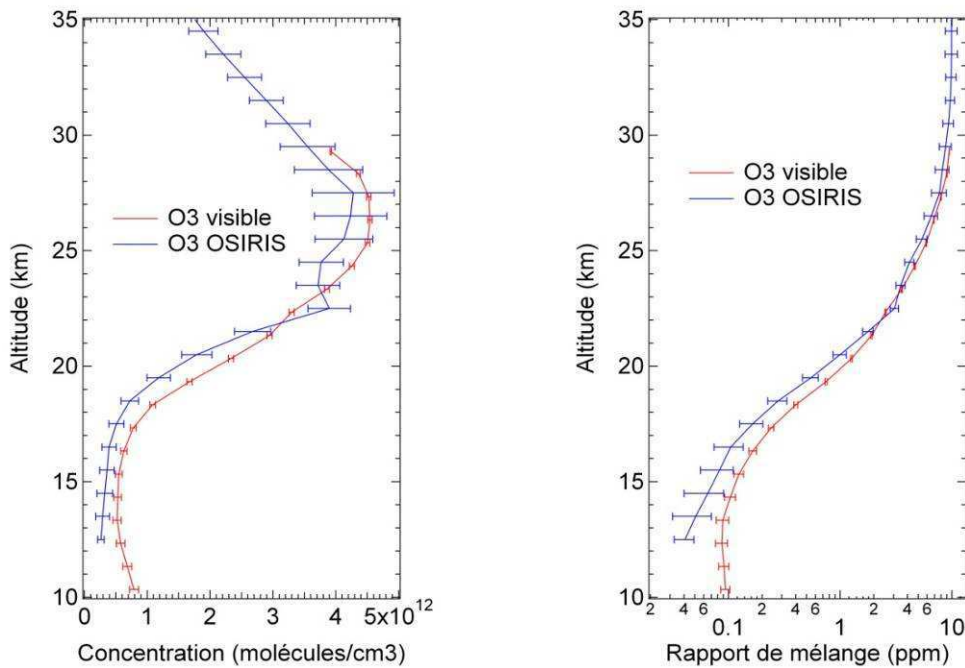 35
30
25
20
15
10
Altitude (km)
O3 visible
O3 OSIRIS
0 1 2 3 4 5x10 12
Concentration (molécules/cm3)
35
30
25
20
15
10
Altitude (km)
O3 visible
O3 OSIRIS
2 4 6 2 4 6 2 4 6
0.1 1 10
Rapport de mélange (ppm)